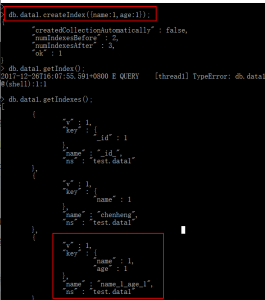 > db.data1.createIndex({name:1,age:1});
"createdCollectionAutomatically" : false,
"numIndexesBefore" : 2,
"numIndexesAfter" : 3,
"ok" : 1
}
> db.data1.getIndex();
2017-12-26T16:07:55.591+0800 E QUERY [thread1] TypeError: db.data1
@(shell):1:1
> db.data1.getIndexes();
[
{
"v" : 1,
"key" : {
"_id" : 1
},
"name" : "_id_",
"ns" : "test.data1"
},
{
"v" : 1,
"key" : {
"name" : 1
},
"name" : "chenheng",
"ns" : "test.data1"
},
{
"v" : 1,
"key" : {
"name" : 1,
"age" : 1
},
"name" : "name_1_age_1",
"ns" : "test.data1"